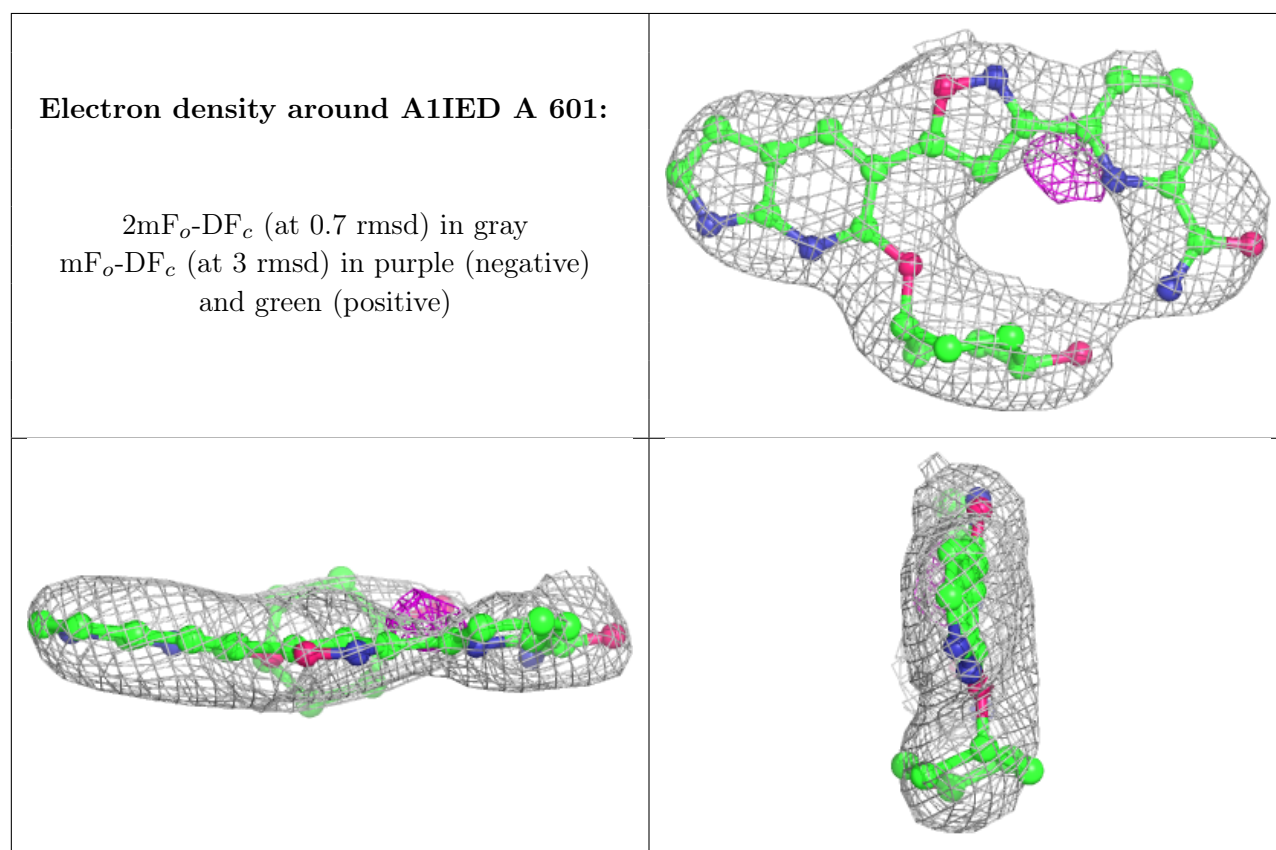 Electron density around A1IED A 601:
2mFo-DFc (at 0.7 rmsd) in gray
mFo-DFc (at 3 rmsd) in purple (negative)
and green (positive)